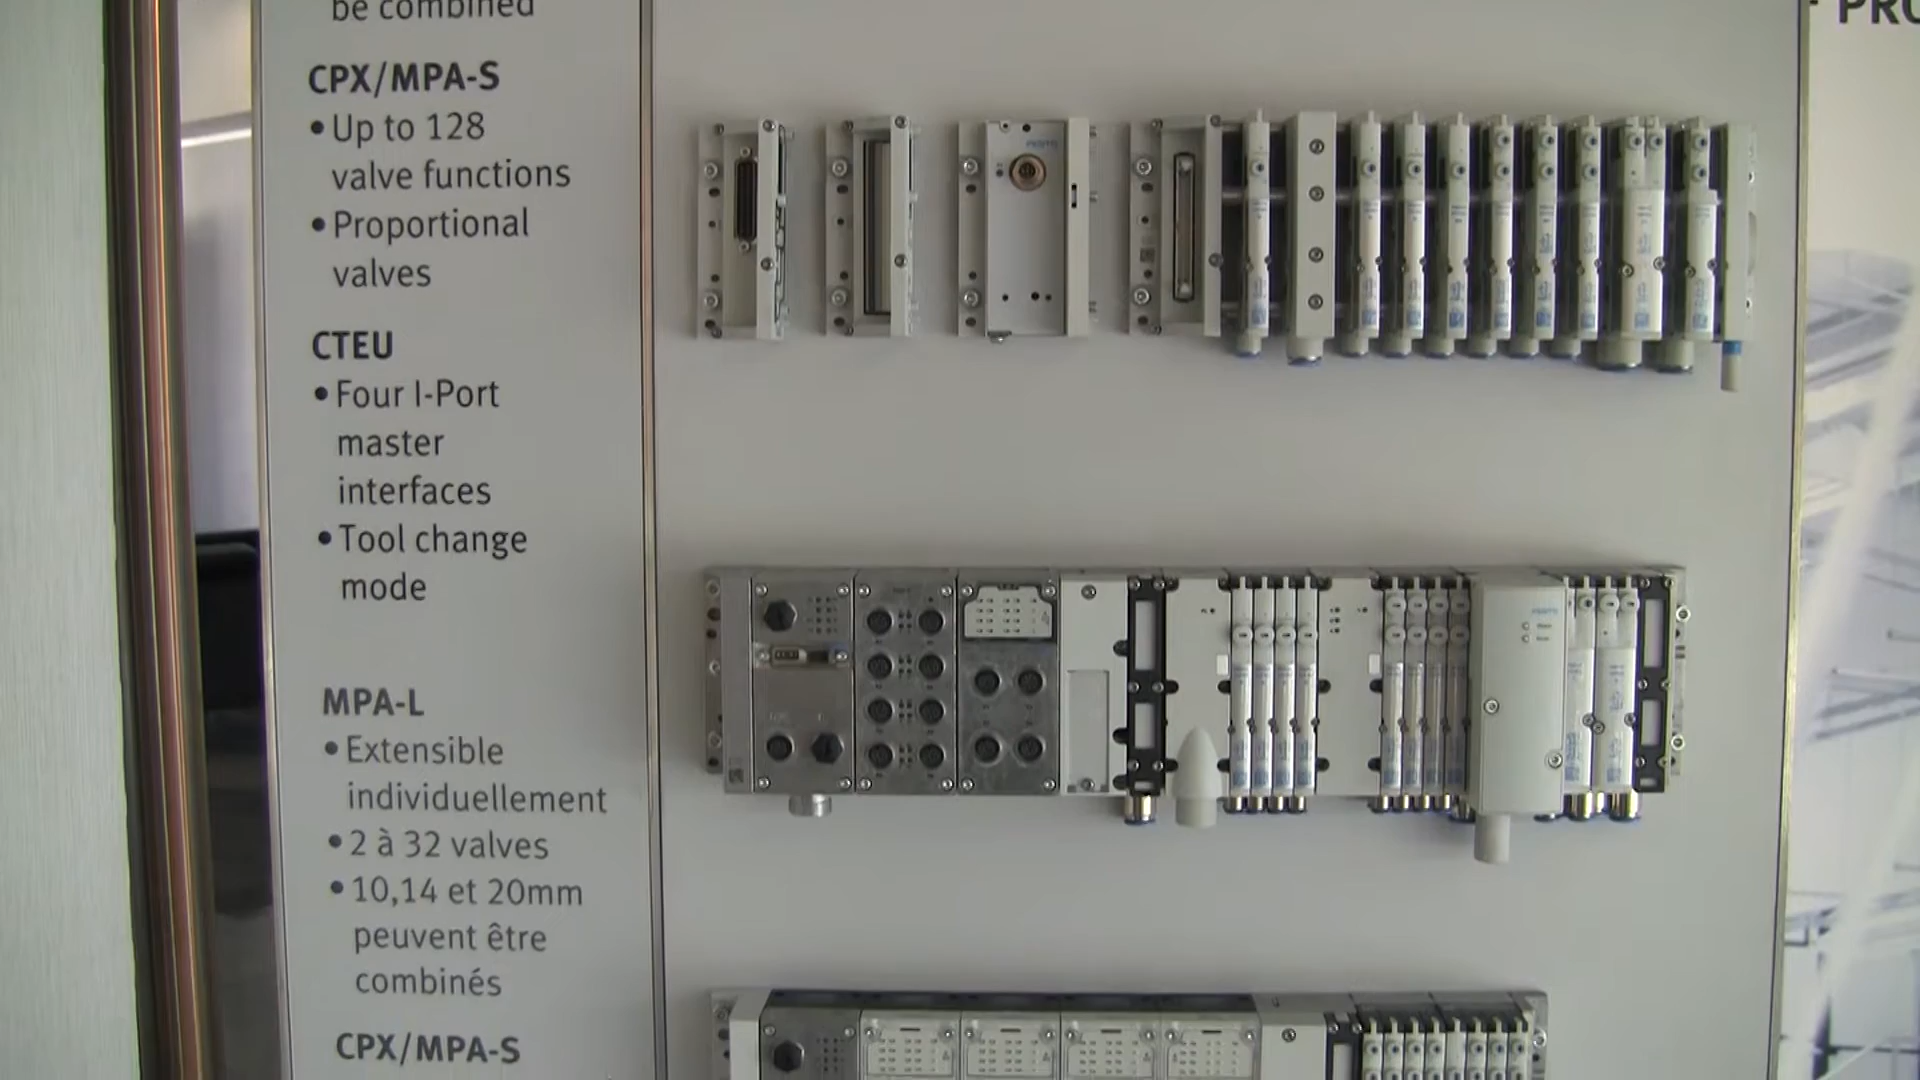 be combined
CPX/MPA-S
• Up to 128
valve functions
• Proportional
valves
CTEU
• Four I-Port
master
interfaces
• Tool change
mode
MPA-L
• Extensible
individuellement
• 2 à 32 valves
• 10,14 et 20mm
peuvent être
combinés
CPX/MPA-S
FESTO